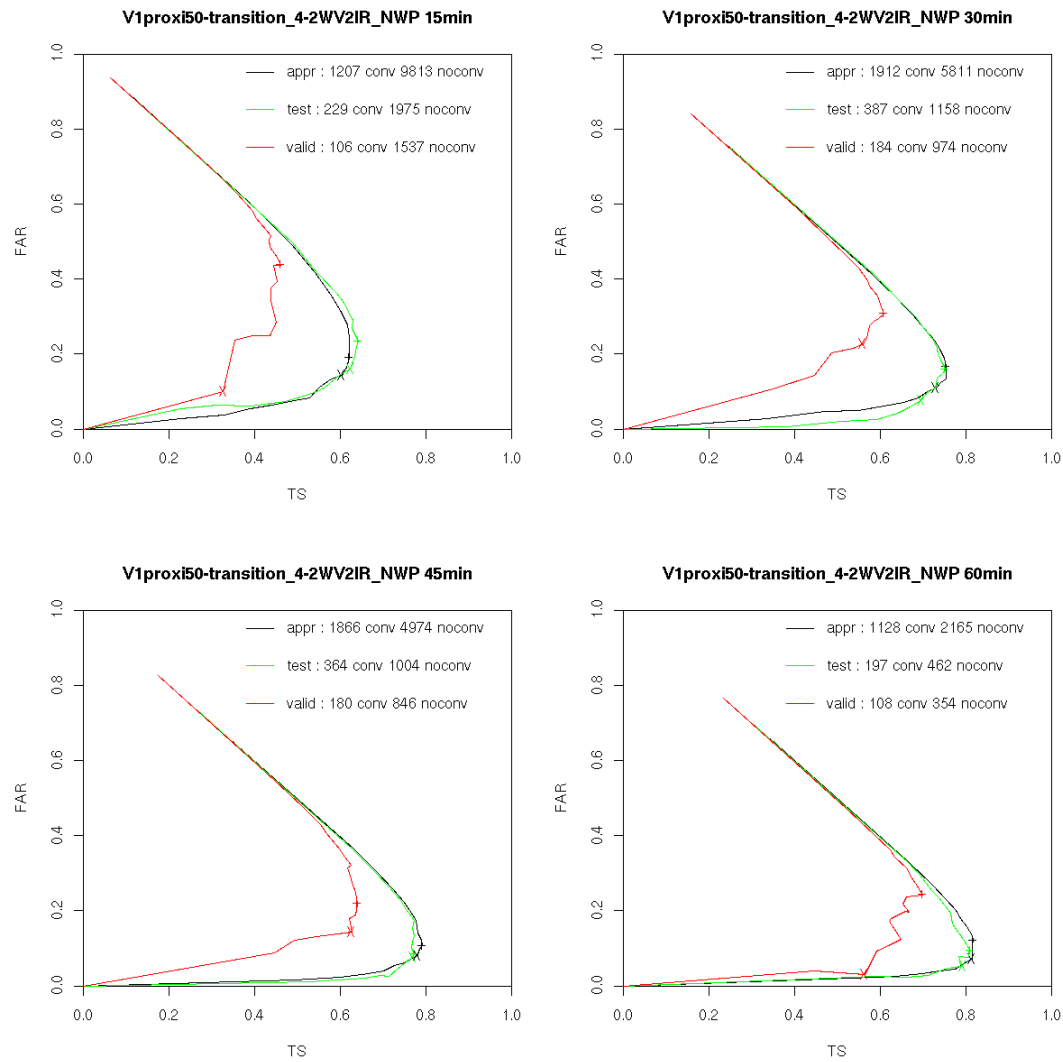 V1proxi50-transition_4-2WV2IR_NWP 15min
appr : 1207 conv 9813 noconv
test : 229 conv 1975 noconv
valid : 106 conv 1537 noconv
FAR
1.0
0.8
0.6
0.4
0.2
0.0
0.0 0.2 0.4 0.6 0.8 1.0
TS
V1proxi50-transition_4-2WV2IR_NWP 30min
appr : 1912 conv 5811 noconv
test : 387 conv 1158 noconv
valid : 184 conv 974 noconv
FAR
1.0
0.8
0.6
0.4
0.2
0.0
0.0 0.2 0.4 0.6 0.8 1.0
TS
V1proxi50-transition_4-2WV2IR_NWP 45min
appr : 1866 conv 4974 noconv
test : 364 conv 1004 noconv
valid : 180 conv 846 noconv
FAR
1.0
0.8
0.6
0.4
0.2
0.0
0.0 0.2 0.4 0.6 0.8 1.0
TS
V1proxi50-transition_4-2WV2IR_NWP 60min
appr : 1128 conv 2165 noconv
test : 197 conv 462 noconv
valid : 108 conv 354 noconv
FAR
1.0
0.8
0.6
0.4
0.2
0.0
0.0 0.2 0.4 0.6 0.8 1.0
TS